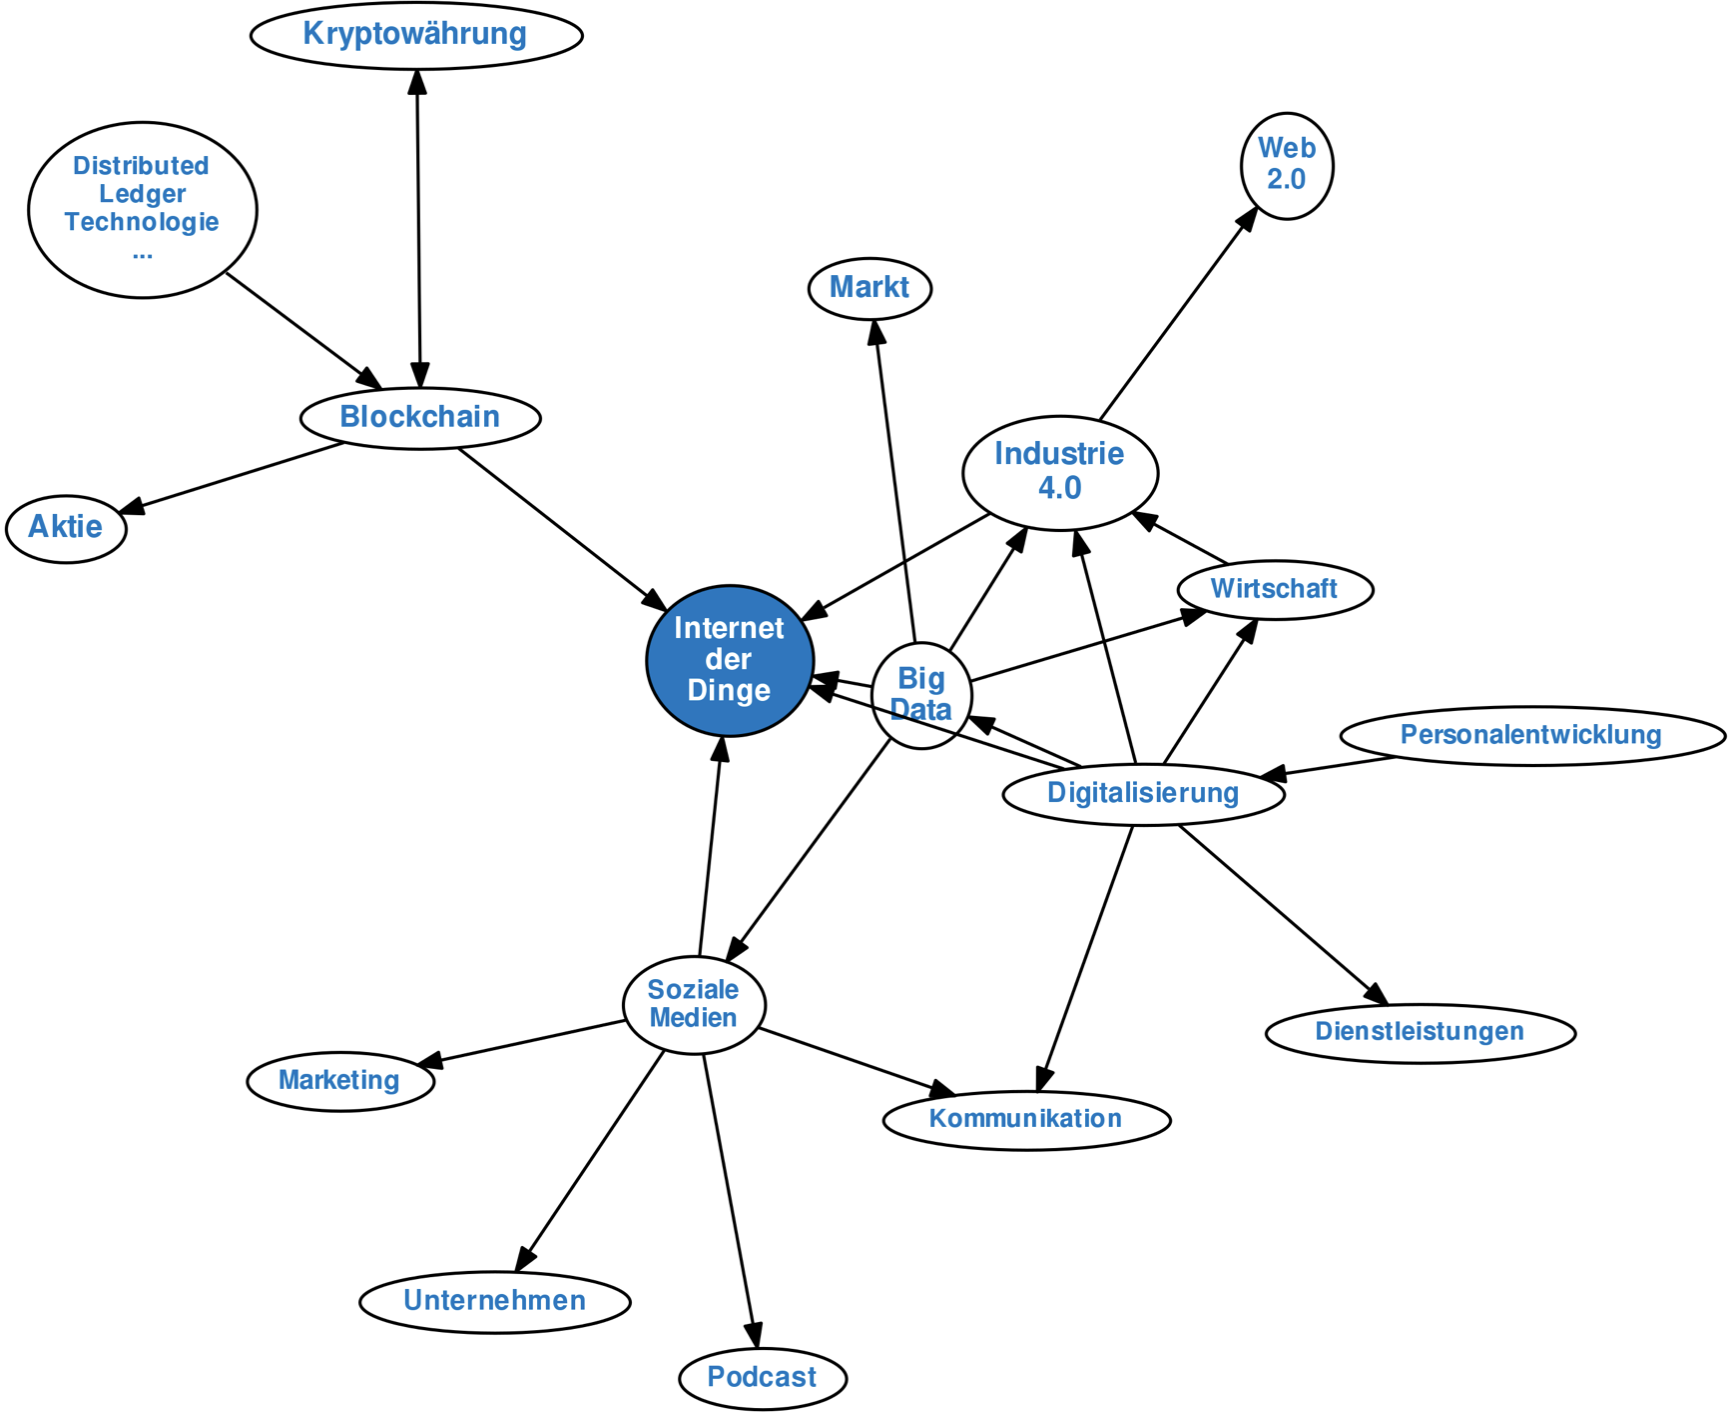 Kryptowährung
Distributed
Ledger
Technologie
...
Web
2.0
Markt
Blockchain
Industrie
4.0
Aktie
Wirtschaft
Internet
der
Dinge
Big
Data
Personalentwicklung
Digitalisierung
Soziale
Medien
Dienstleistungen
Marketing
Kommunikation
Unternehmen
Podcast